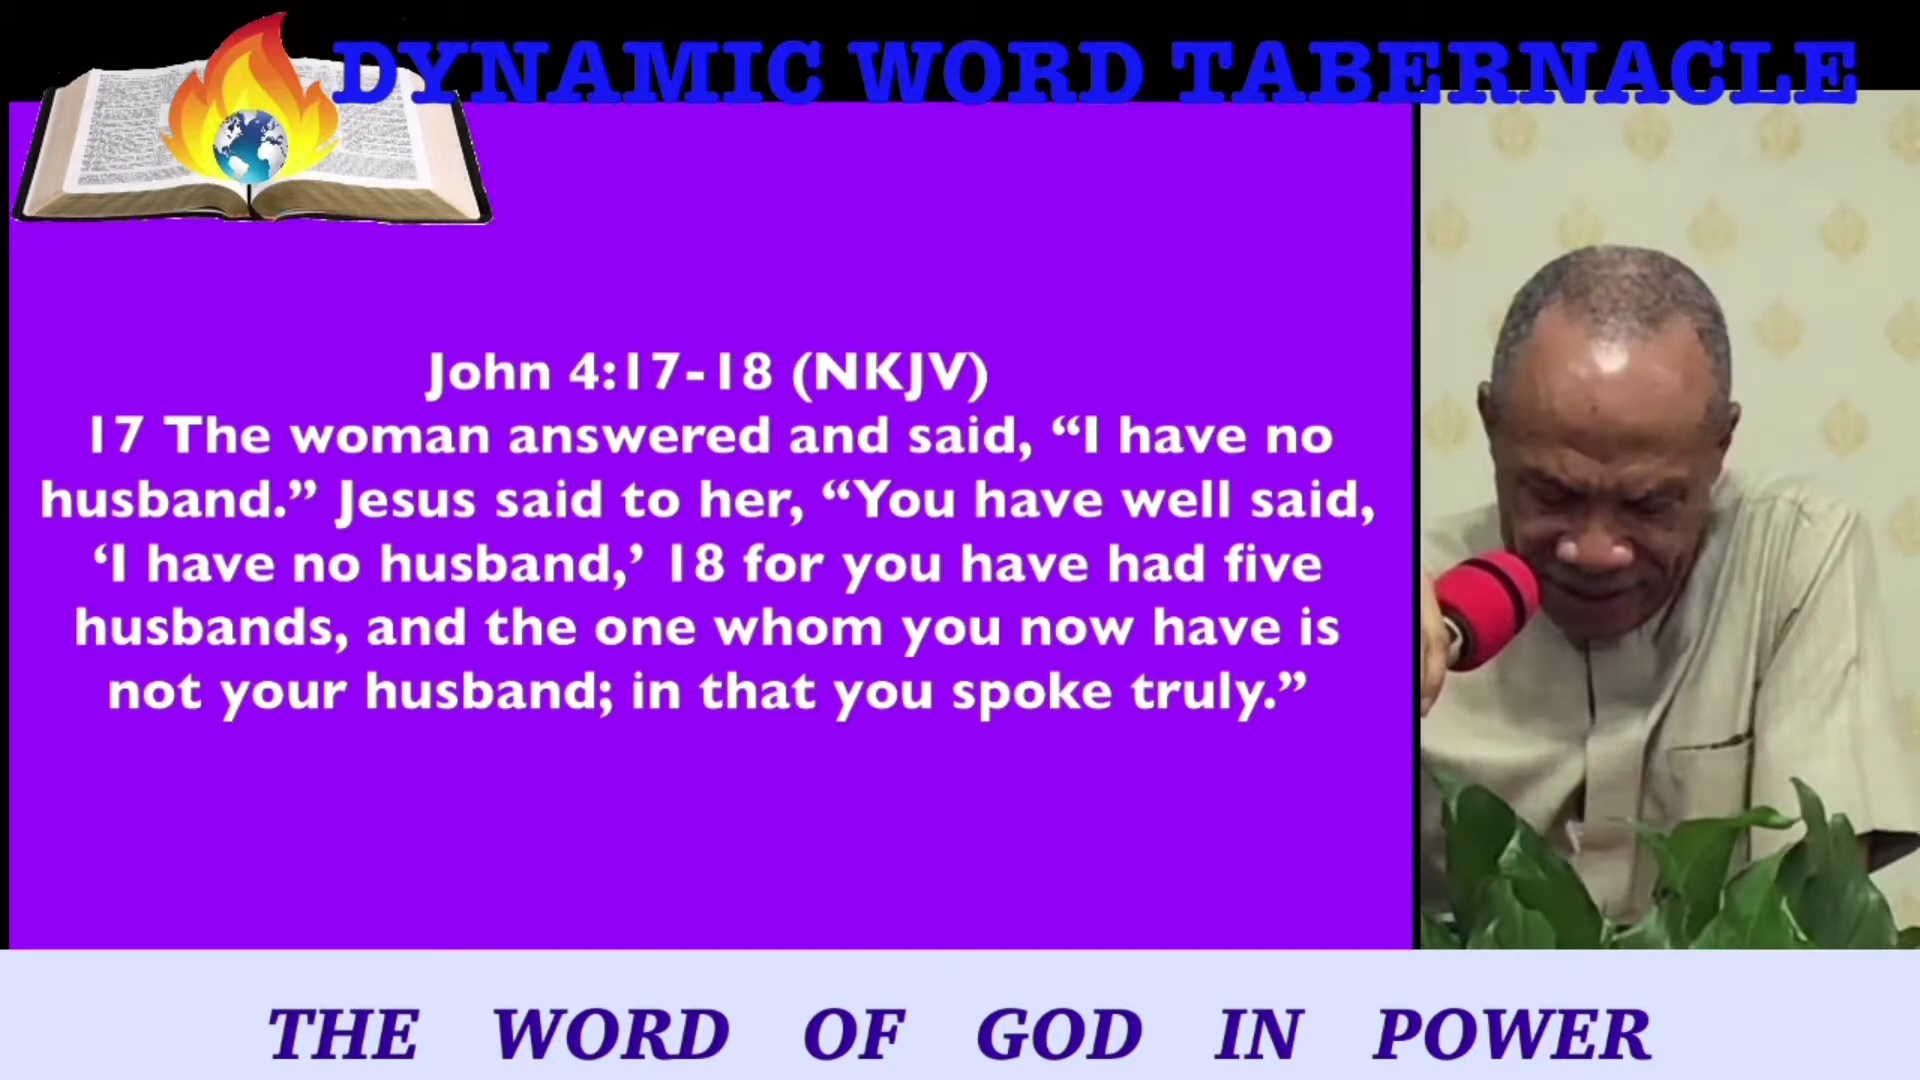 DYNAMIC WORD TABERNACLE
John 4:17-18 (NKJV)
17 The woman answered and said, “I have no
husband.” Jesus said to her, “You have well said,
‘I have no husband,’ 18 for you have had five
husbands, and the one whom you now have is
not your husband; in that you spoke truly.”
THE WORD OF GOD IN POWER